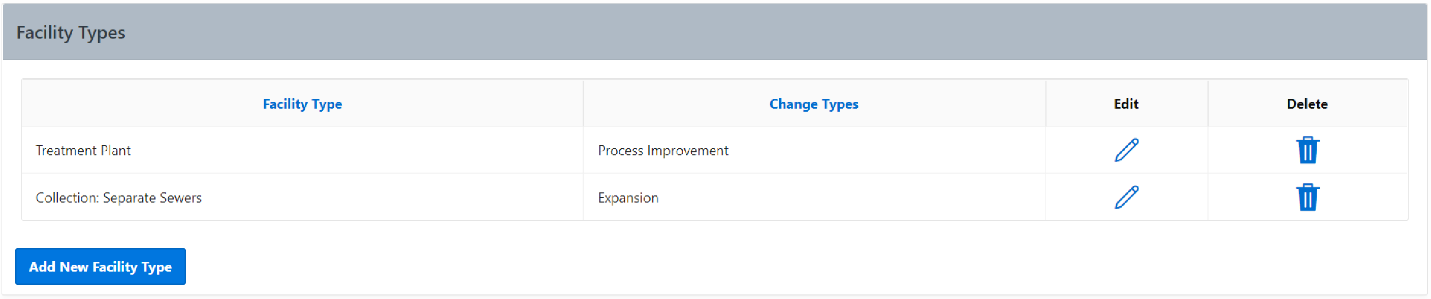 Facility Types
Facility Type Change Types Edit Delete
Treatment Plant Process Improvement
Collection: Separate Sewers Expansion
Add New Facility Type